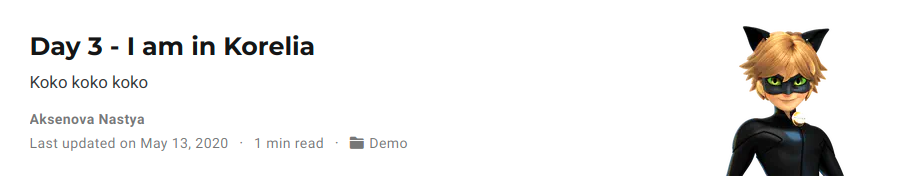 Day 3 - I am in Korelia
Koko koko koko
Aksenova Nastya
Last updated on May 13, 2020 · 1 min read · Demo